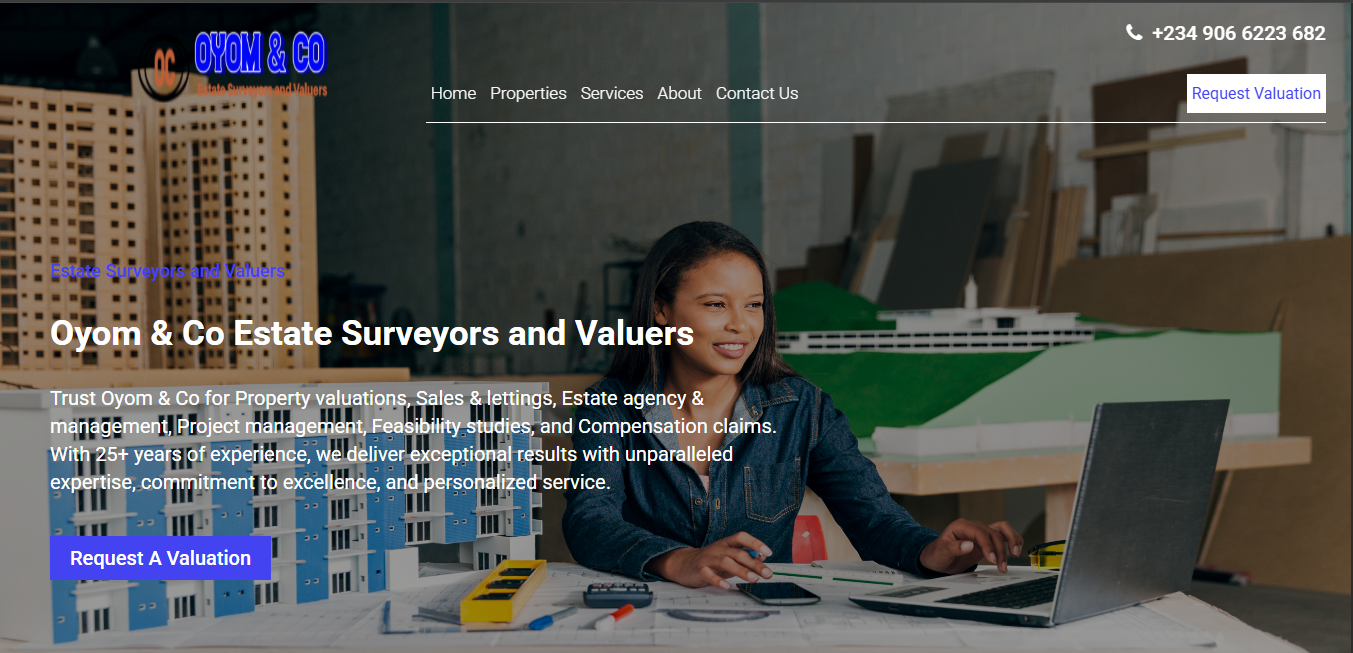 OC
OYOM & CO
Estate Surveyors and Valuers
+234 906 6223 682
Home Properties Services About Contact Us
Request Valuation
Estate Surveyors and Valuers
Oyom & Co Estate Surveyors and Valuers
Trust Oyom & Co for Property valuations, Sales & lettings, Estate agency &
management, Project management, Feasibility studies, and Compensation claims.
With 25+ years of experience, we deliver exceptional results with unparalleled
expertise, commitment to excellence, and personalized service.
Request A Valuation